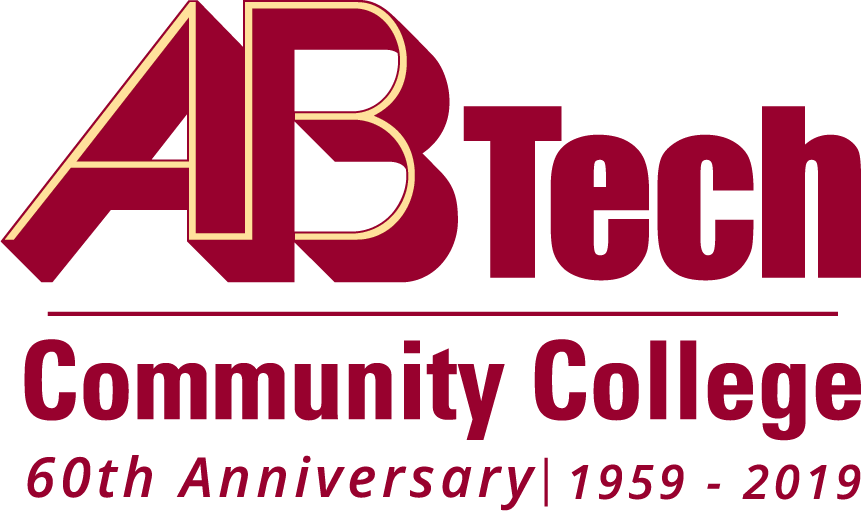 AB Tech
Community College
60th Anniversary| 1959 - 2019